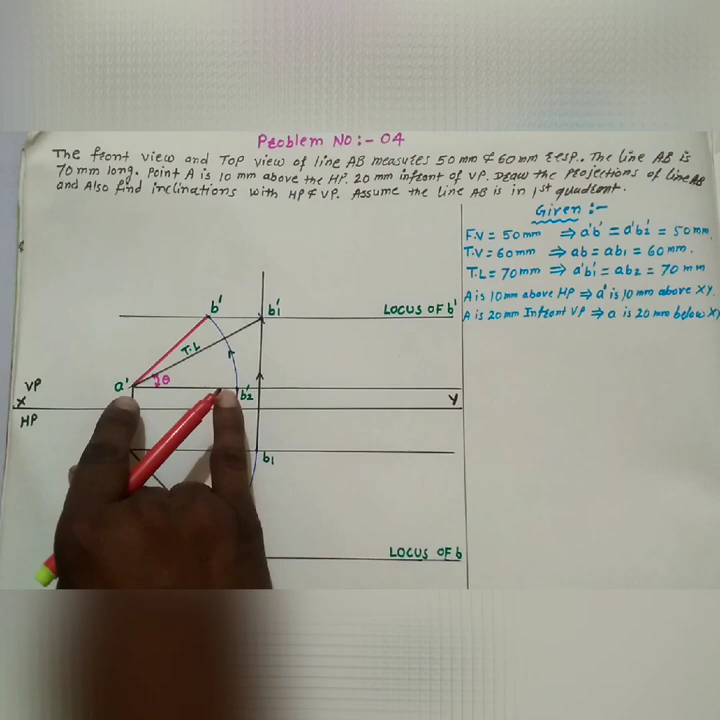 Problem No:- 04
The front view and Top view of line AB measures 50 mm & 60 mm resp.. The line AB is
70 mm long. Point A is 10 mm above the HP. 20 mm infront of VP. Draw the projections of line AB
and Also find inclinations with HP & VP. Assume the line AB is in 1st quadrent.
Given :-
F.V = 50mm ⇒ a'b' = a'b2' = 50mm.
T.V = 60mm ⇒ ab = ab1 = 60mm.
T.L = 70mm ⇒ a'b1' = ab2 = 70 mm
A is 10mm above HP ⇒ a' is 10mm above XY.
A is 20mm Infront VP ⇒ a is 20mm below XY
b'
b1'
LOCUS OF b'
T.L
a'
θ
VP
b2'
X
Y
HP
b1
LOCUS OF b